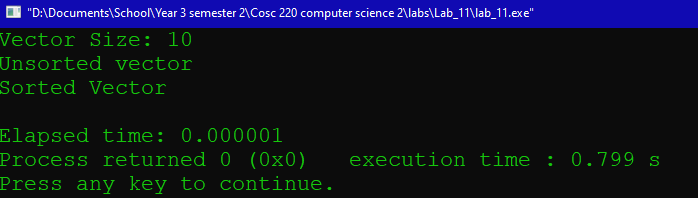 "D:\Documents\School\Year 3 semester 2\Cosc 220 computer science 2\labs\Lab_11\lab_11.exe"
Vector Size: 10
Unsorted vector
Sorted Vector
Elapsed time: 0.000001
Process returned 0 (0x0)   execution time : 0.799 s
Press any key to continue.